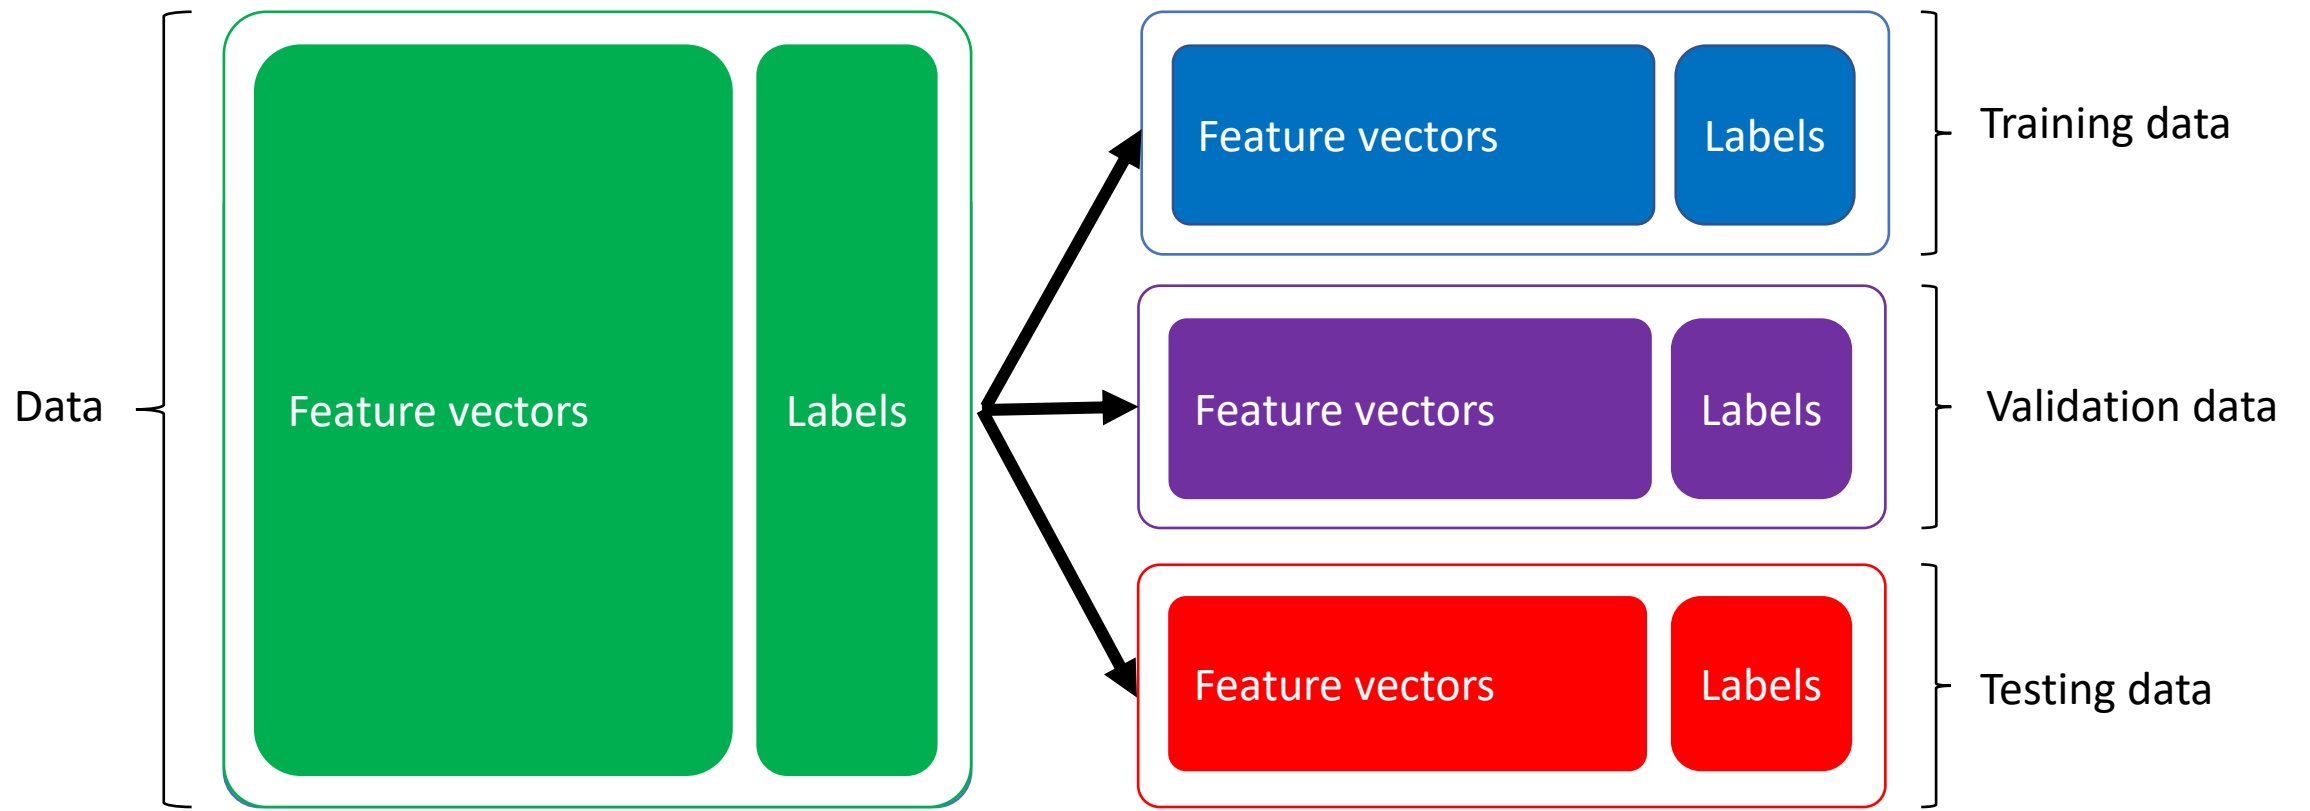 Data
Feature vectors
Labels
Feature vectors
Labels
Training data
Feature vectors
Labels
Validation data
Feature vectors
Labels
Testing data